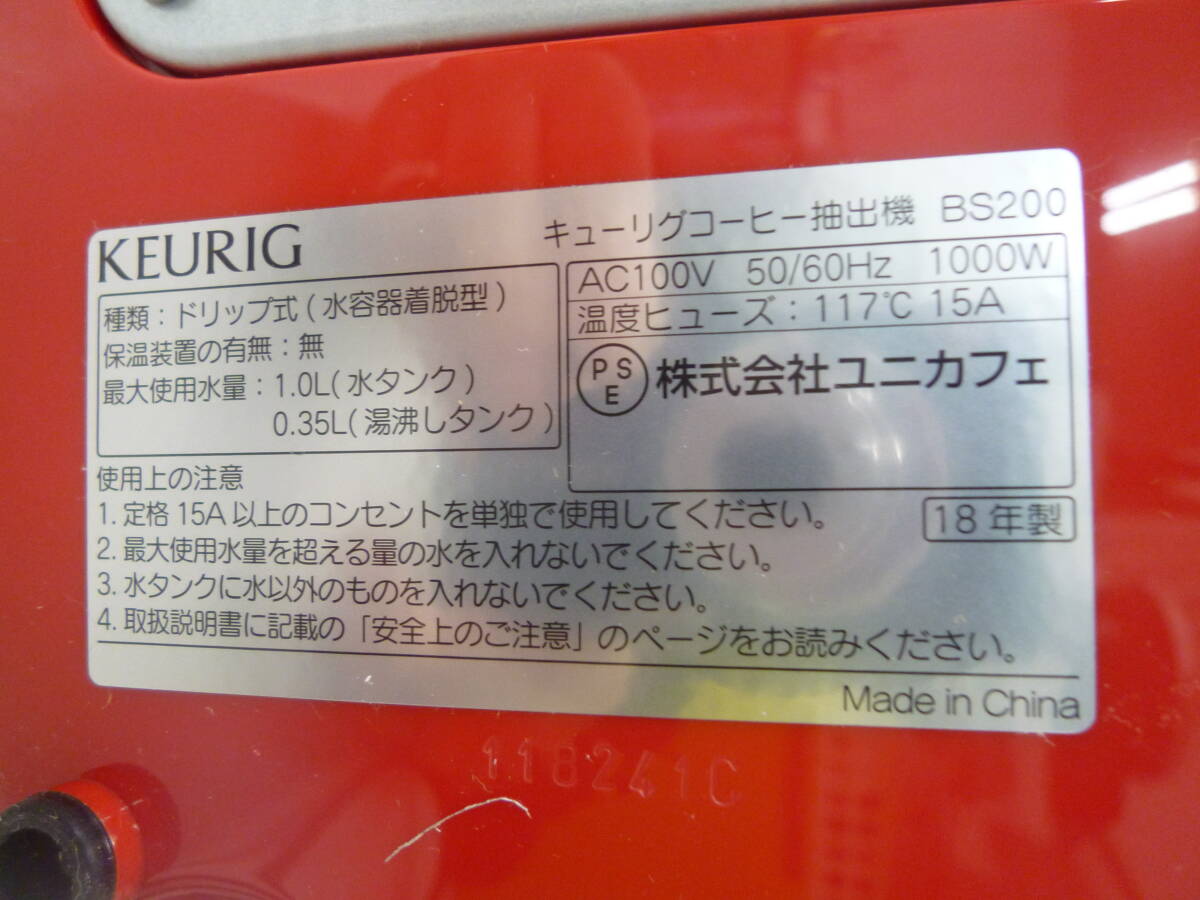 KEURIG
キューリグコーヒー抽出機 BS200
種類：ドリップ式(水容器着脱型)
保温装置の有無：無
最大使用水量：1.0L(水タンク)
0.35L(湯沸しタンク)
AC100V 50/60Hz 1000W
温度ヒューズ：117℃ 15A
PSE 株式会社ユニカフェ
使用上の注意
1. 定格15A以上のコンセントを単独で使用してください。
18年製
2. 最大使用水量を超える量の水を入れないでください。
3. 水タンクに水以外のものを入れないでください。
4. 取扱説明書に記載の「安全上のご注意」のページをお読みください。
Made in China
118241C